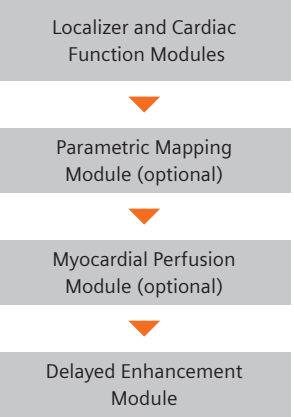 Localizer and Cardiac
Function Modules
Parametric Mapping
Module (optional)
Myocardial Perfusion
Module (optional)
Delayed Enhancement
Module